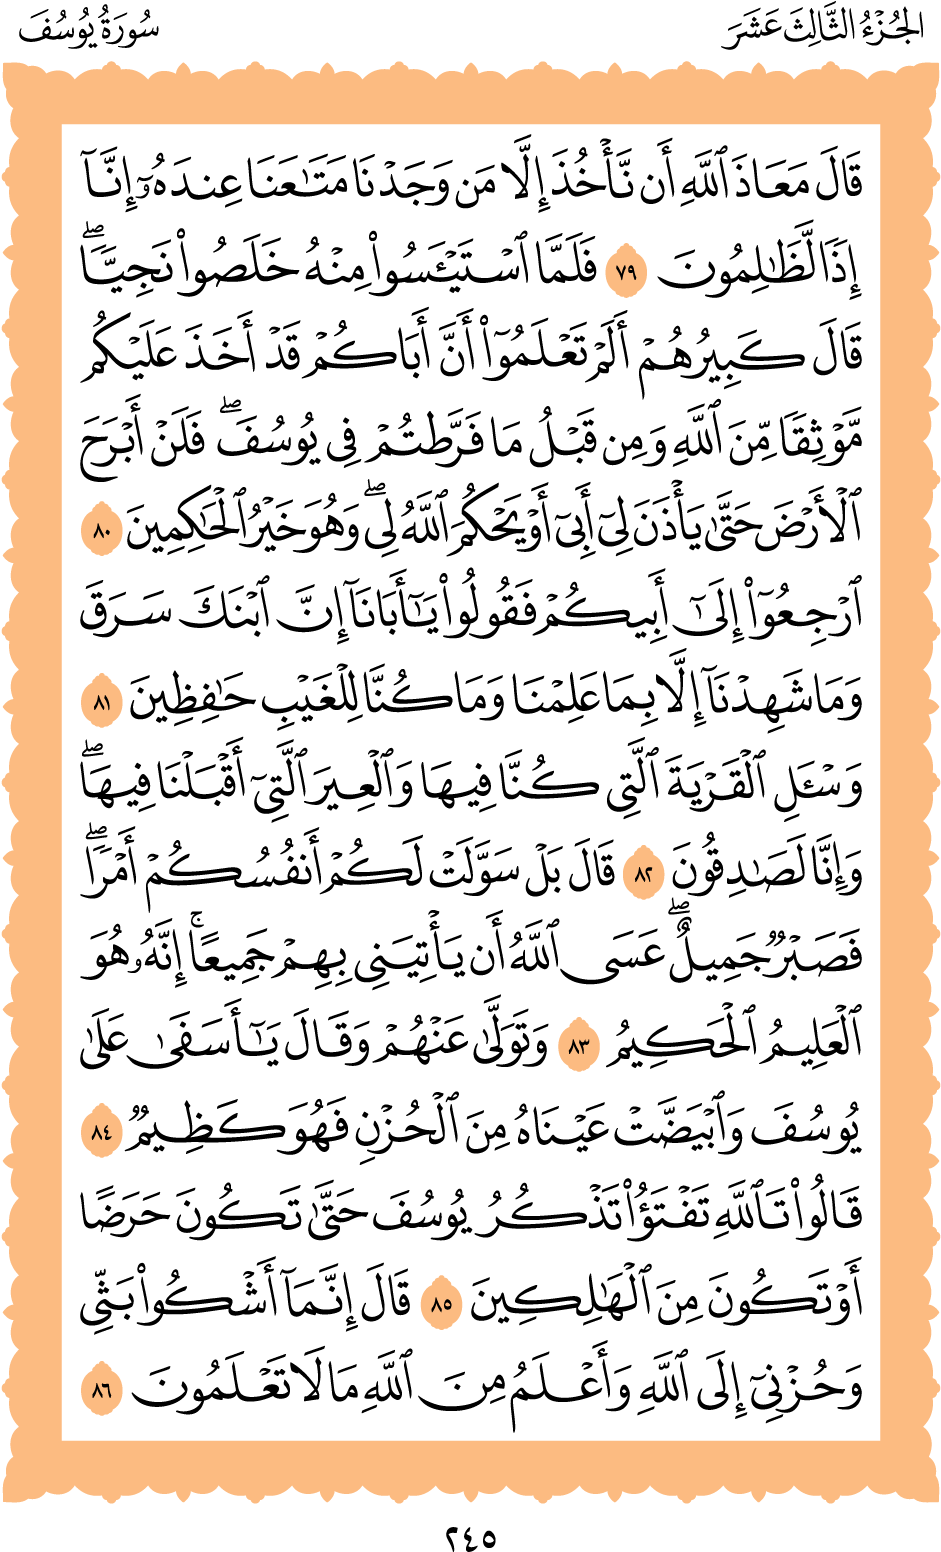 الجُزْءُ الثَّالِثَ عَشَرَ
سُورَةُ يُوسُفَ
قَالَ مَعَاذَ ٱللَّهِ أَن نَّأۡخُذَ إِلَّا مَن وَجَدۡنَا مَتَٰعَنَا عِندَهُۥٓ إِنَّآ
إِذٗا لَّظَٰلِمُونَ ٧٩ فَلَمَّا ٱسۡتَيۡـَٔسُواْ مِنۡهُ خَلَصُواْ نَجِيّٗاۖ
قَالَ كَبِيرُهُمۡ أَلَمۡ تَعۡلَمُوٓاْ أَنَّ أَبَاكُمۡ قَدۡ أَخَذَ عَلَيۡكُم
مَّوۡثِقٗا مِّنَ ٱللَّهِ وَمِن قَبۡلُ مَا فَرَّطتُمۡ فِي يُوسُفَۖ فَلَنۡ أَبۡرَحَ
ٱلۡأَرۡضَ حَتَّىٰ يَأۡذَنَ لِيٓ أَبِيٓ أَوۡ يَحۡكُمَ ٱللَّهُ لِيۖ وَهُوَ خَيۡرُ ٱلۡحَٰكِمِينَ ٨٠
ٱرۡجِعُوٓاْ إِلَىٰٓ أَبِيكُمۡ فَقُولُواْ يَٰٓأَبَانَآ إِنَّ ٱبۡنَكَ سَرَقَ
وَمَا شَهِدۡنَآ إِلَّا بِمَا عَلِمۡنَا وَمَا كُنَّا لِلۡغَيۡبِ حَٰفِظِينَ ٨١
وَسۡـَٔلِ ٱلۡقَرۡيَةَ ٱلَّتِي كُنَّا فِيهَا وَٱلۡعِيرَ ٱلَّتِيٓ أَقۡبَلۡنَا فِيهَاۖ
وَإِنَّا لَصَٰدِقُونَ ٨٢ قَالَ بَلۡ سَوَّلَتۡ لَكُمۡ أَنفُسُكُمۡ أَمۡرٗاۖ
فَصَبۡرٞ جَمِيلٌۖ عَسَى ٱللَّهُ أَن يَأۡتِيَنِي بِهِمۡ جَمِيعًاۚ إِنَّهُۥ هُوَ
ٱلۡعَلِيمُ ٱلۡحَكِيمُ ٨٣ وَتَوَلَّىٰ عَنۡهُمۡ وَقَالَ يَٰٓأَسَفَىٰ عَلَىٰ
يُوسُفَ وَٱبۡيَضَّتۡ عَيۡنَاهُ مِنَ ٱلۡحُزۡنِ فَهُوَ كَظِيمٞ ٨٤
قَالُواْ تَٱللَّهِ تَفۡتَؤُاْ تَذۡكُرُ يُوسُفَ حَتَّىٰ تَكُونَ حَرَضًا
أَوۡ تَكُونَ مِنَ ٱلۡهَٰلِكِينَ ٨٥ قَالَ إِنَّمَآ أَشۡكُواْ بَثِّي
وَحُزۡنِيٓ إِلَى ٱللَّهِ وَأَعۡلَمُ مِنَ ٱللَّهِ مَا لَا تَعۡلَمُونَ ٨٦
٢٤٥